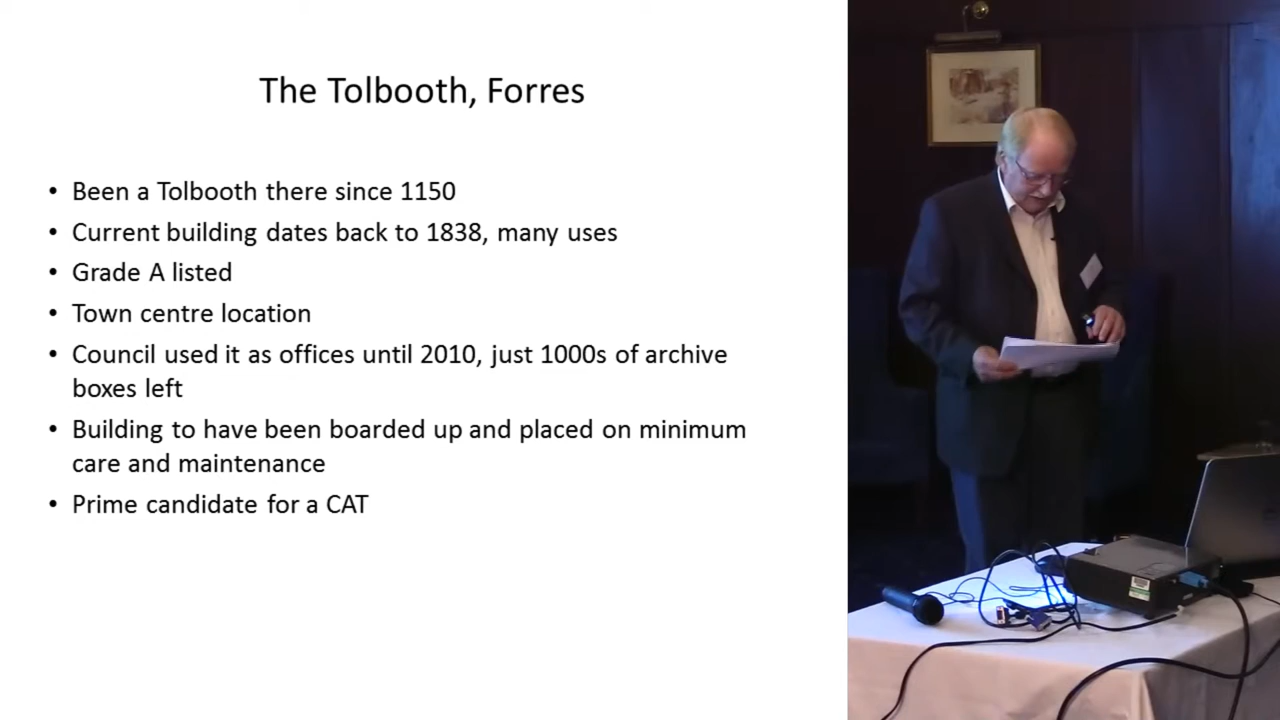 The Tolbooth, Forres
• Been a Tolbooth there since 1150
• Current building dates back to 1838, many uses
• Grade A listed
• Town centre location
• Council used it as offices until 2010, just 1000s of archive
boxes left
• Building to have been boarded up and placed on minimum
care and maintenance
• Prime candidate for a CAT